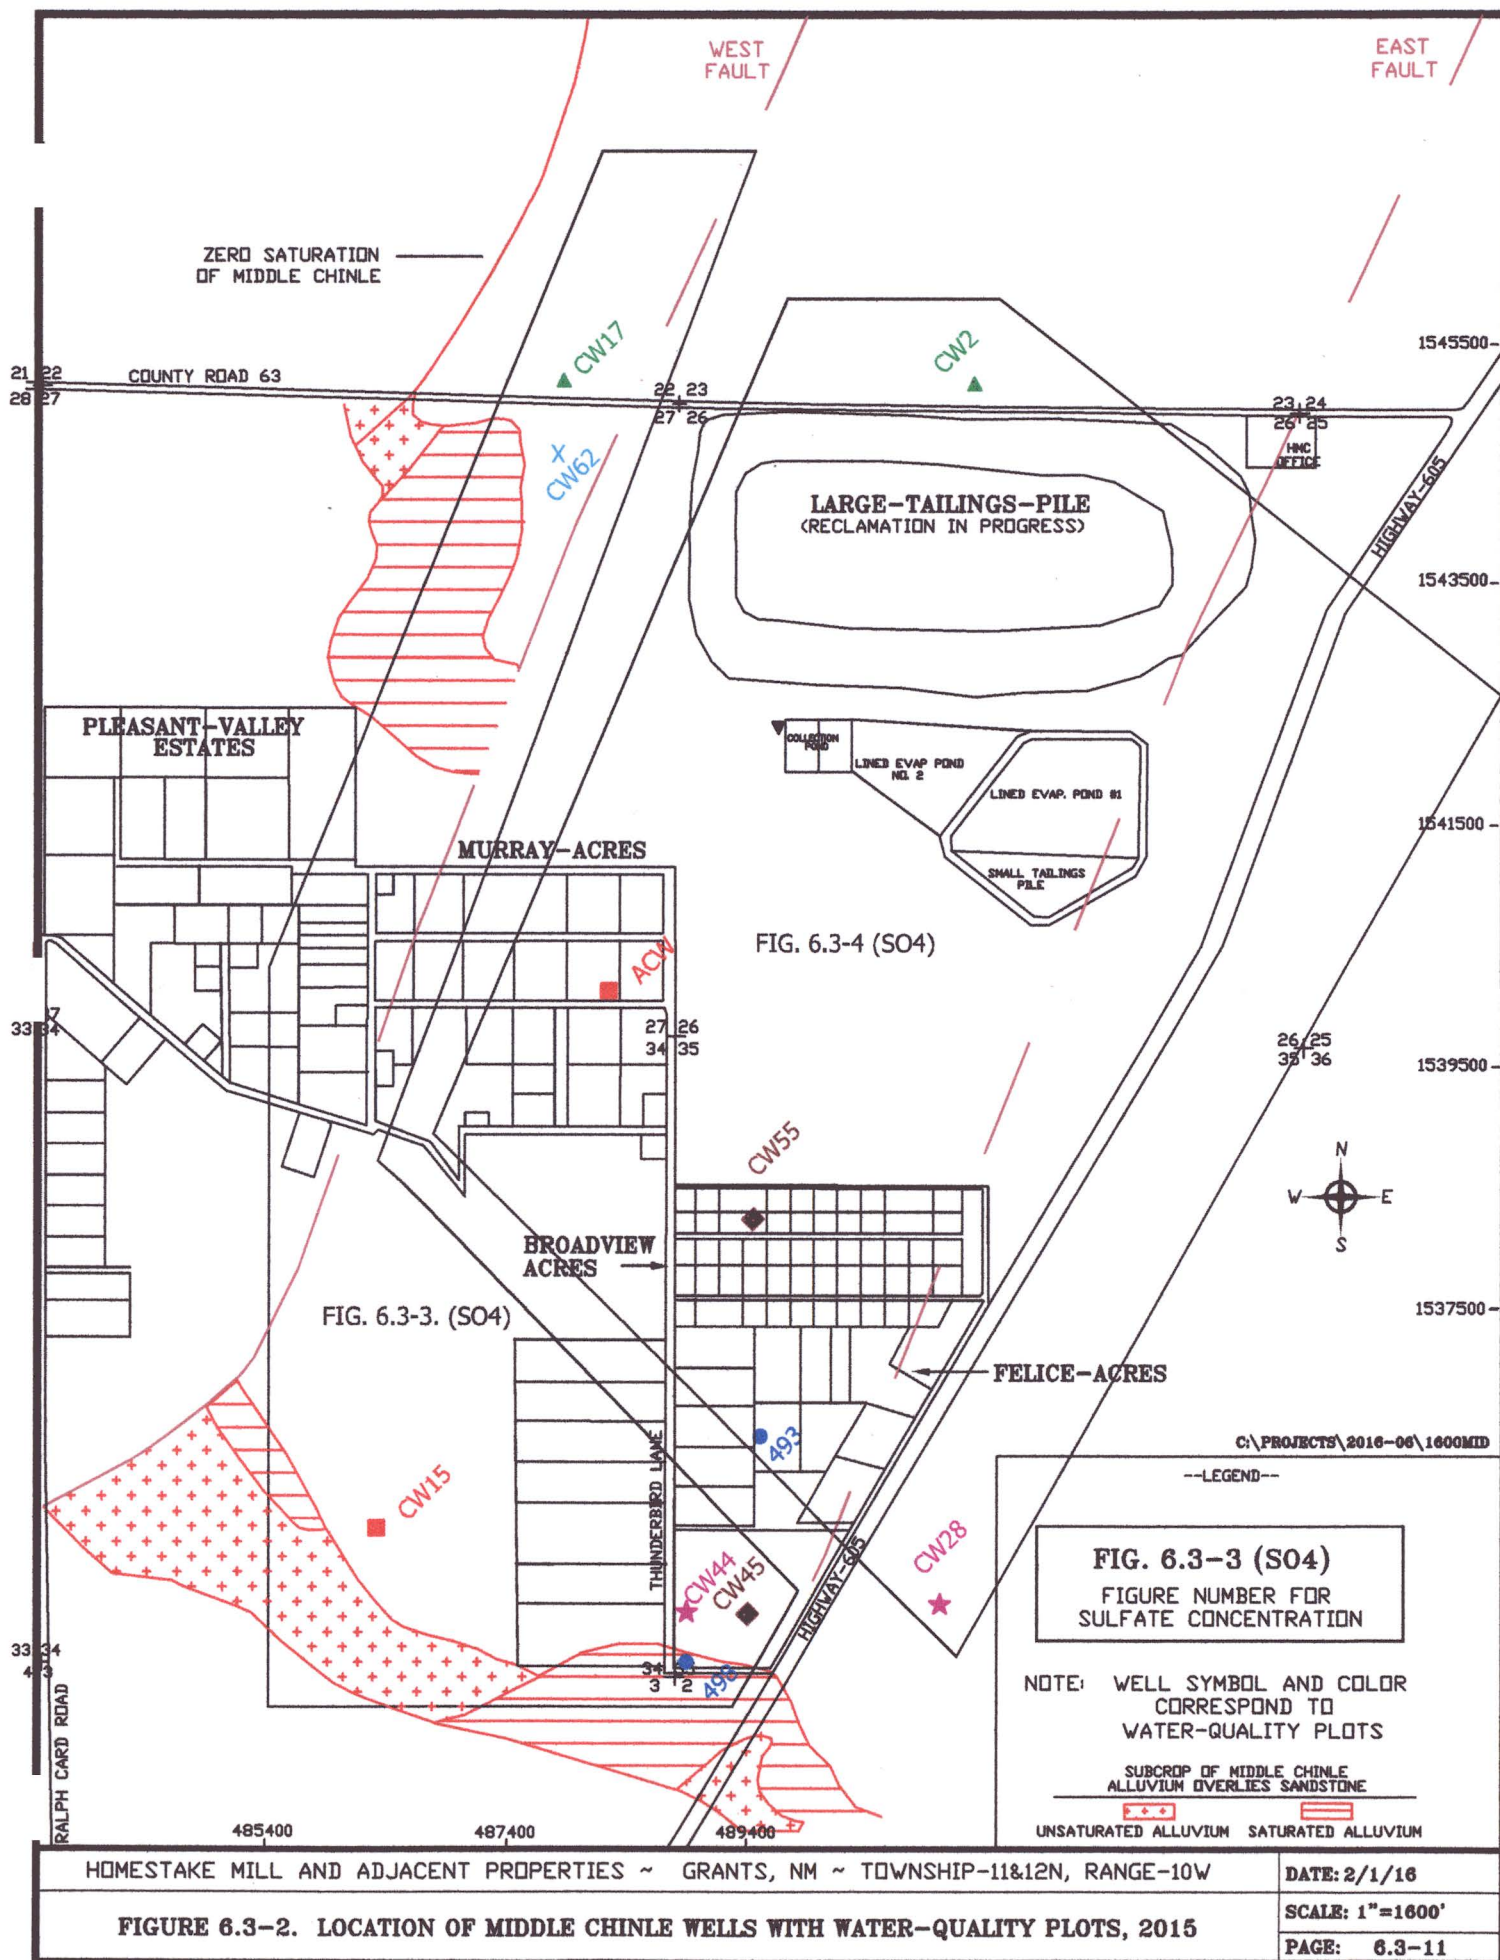 WEST
FAULT
EAST
FAULT
ZERO SATURATION
OF MIDDLE CHINLE
CW17
CW2
1545500
21 22
28 27
COUNTY ROAD 63
22 23
27 26
23 24
26 25
HMC
OFFICE
CW62
HIGHWAY-605
LARGE-TAILINGS-PILE
(RECLAMATION IN PROGRESS)
1543500
PLEASANT-VALLEY
ESTATES
COLLECTION
POND
LINED EVAP POND
NO. 2
LINED EVAP. POND #1
1541500
MURRAY-ACRES
SMALL TAILINGS
PILE
FIG. 6.3-4 (SO4)
ACW
33 34
27 26
34 35
26 25
35 36
1539500
CW55
N
W E
S
BROADVIEW
ACRES
FIG. 6.3-3. (SO4)
1537500
FELICE-ACRES
493
THUNDERBIRD LANE
CW15
C:\PROJECTS\2016-06\1600MID
--LEGEND--
FIG. 6.3-3 (SO4)
FIGURE NUMBER FOR
SULFATE CONCENTRATION
CW28
CW44
CW45
HIGHWAY-605
33 34
4 3
3 2
498
NOTE: WELL SYMBOL AND COLOR
CORRESPOND TO
WATER-QUALITY PLOTS
RALPH CARD ROAD
SUBCROP OF MIDDLE CHINLE
ALLUVIUM OVERLIES SANDSTONE
UNSATURATED ALLUVIUM SATURATED ALLUVIUM
485400 487400 489400
HOMESTAKE MILL AND ADJACENT PROPERTIES ~ GRANTS, NM ~ TOWNSHIP-11&12N, RANGE-10W
DATE: 2/1/16
FIGURE 6.3-2. LOCATION OF MIDDLE CHINLE WELLS WITH WATER-QUALITY PLOTS, 2015
SCALE: 1"=1600'
PAGE: 6.3-11